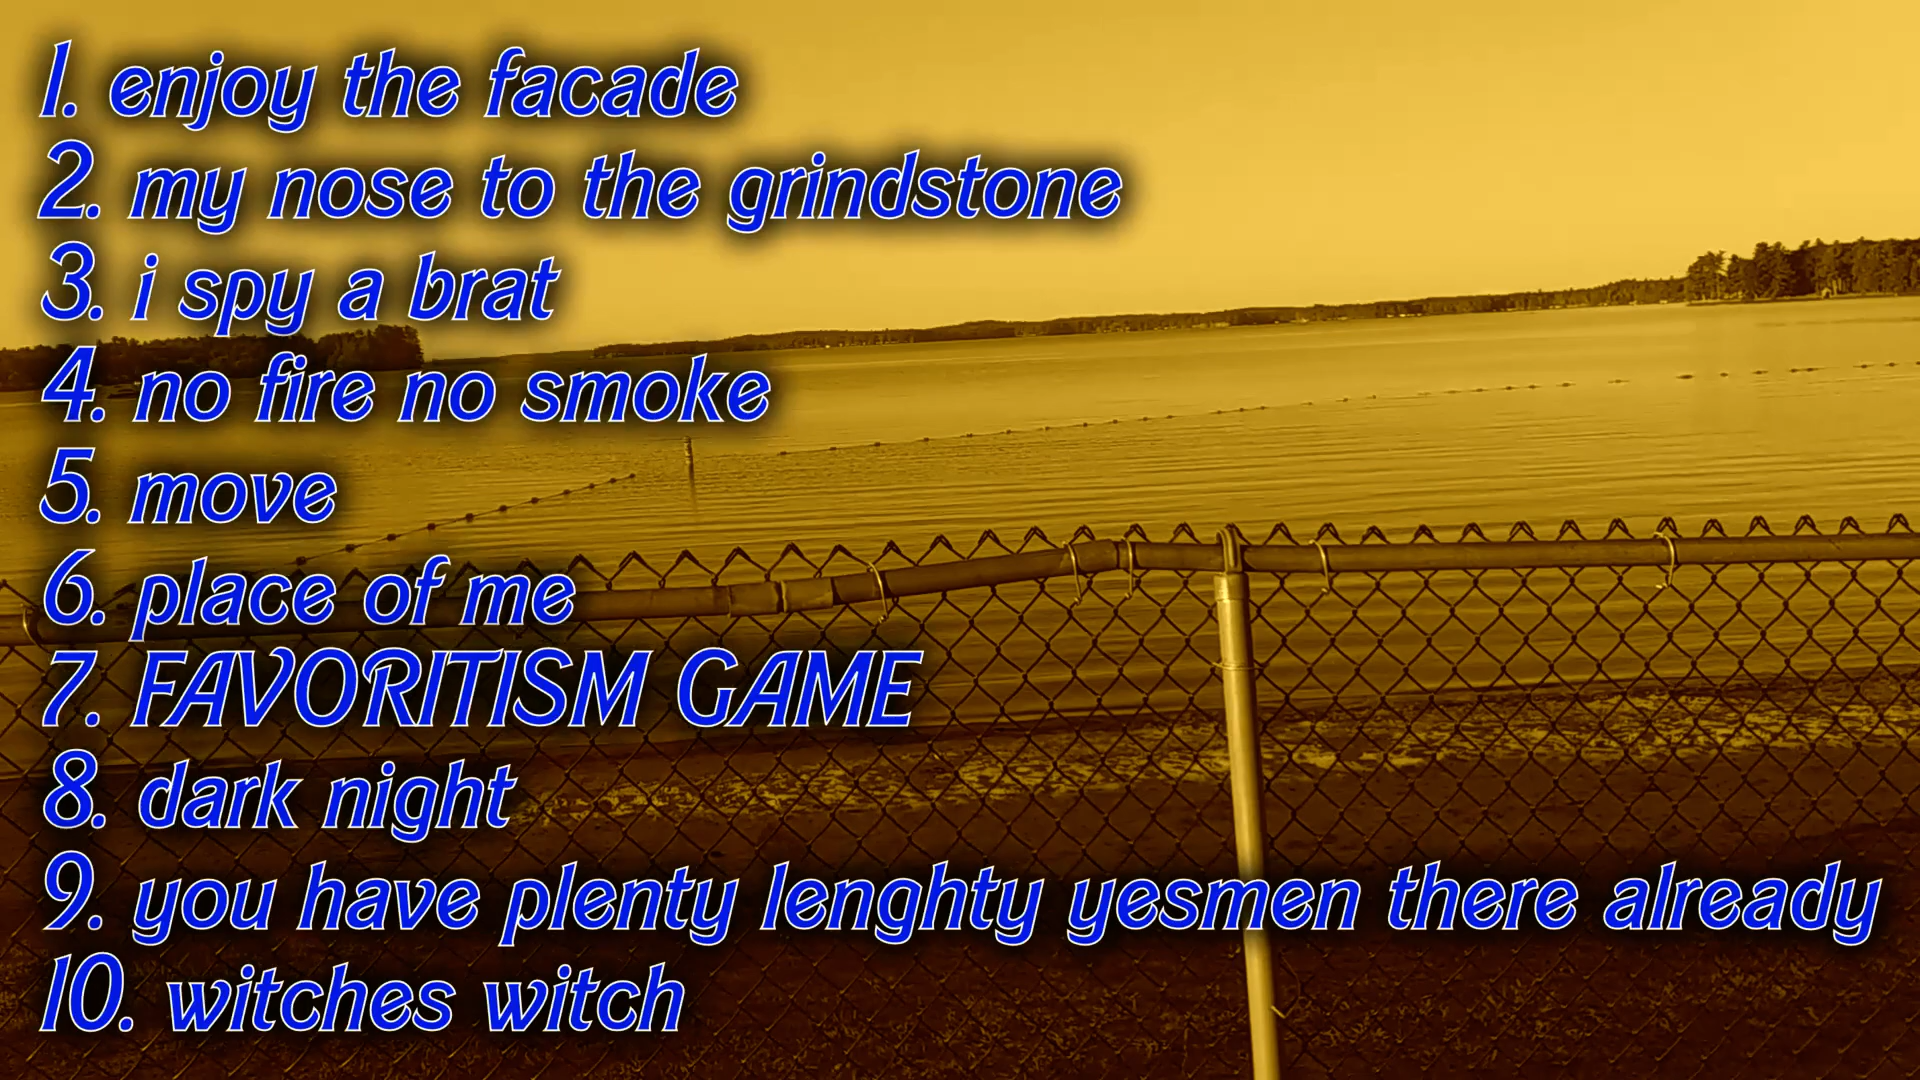 1. enjoy the facade
2. my nose to the grindstone
3. i spy a brat
4. no fire no smoke
5. move
6. place of me
7. FAVORITISM GAME
8. dark night
9. you have plenty lenghty yesmen there already
10. witches witch